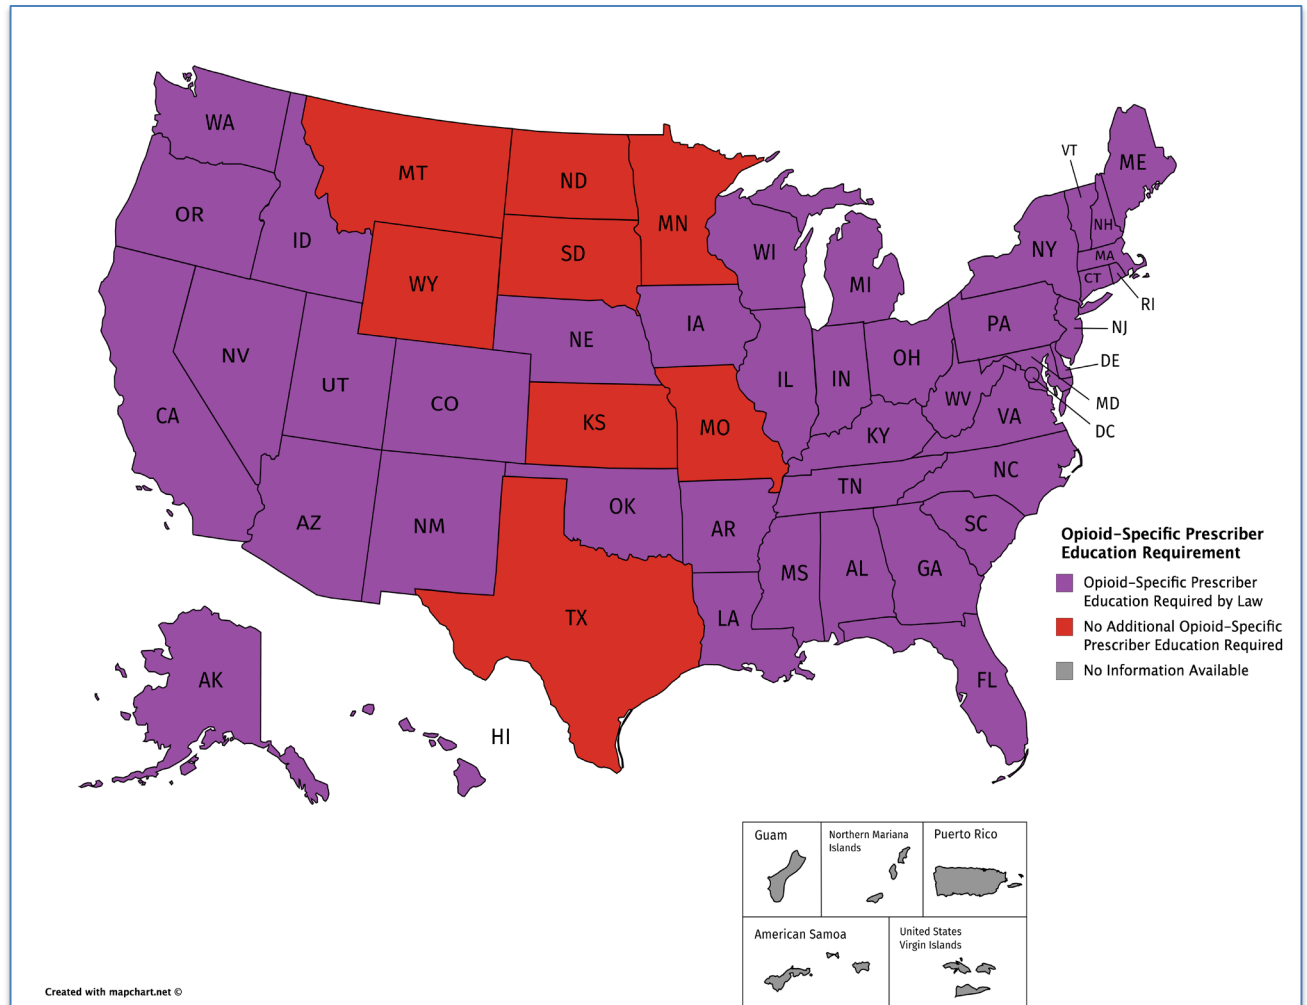 WA
MT
ND
MN
OR
ID
WY
SD
WI
MI
VT
ME
NH
NY
MA
CT
RI
NV
UT
CO
NE
IA
IL
IN
OH
PA
NJ
DE
MD
DC
CA
KS
MO
KY
WV
VA
AZ
NM
OK
AR
TN
NC
SC
MS
AL
GA
TX
LA
FL
AK
HI
Opioid-Specific Prescriber
Education Requirement
Opioid-Specific Prescriber
Education Required by Law
No Additional Opioid-Specific
Prescriber Education Required
No Information Available
Guam
Northern Mariana
Islands
Puerto Rico
American Samoa
United States
Virgin Islands
Created with mapchart.net ©